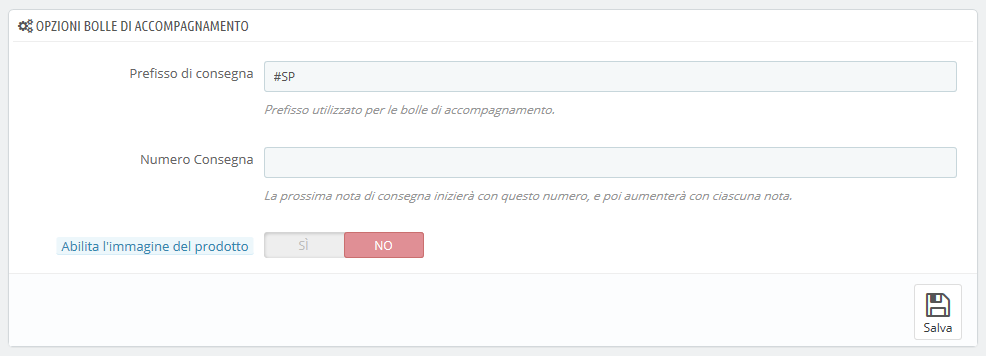 OPZIONI BOLLE DI ACCOMPAGNAMENTO
Prefisso di consegna
#SP
Prefisso utilizzato per le bolle di accompagnamento.
Numero Consegna
La prossima nota di consegna inizierà con questo numero, e poi aumenterà con ciascuna nota.
Abilita l'immagine del prodotto
SÌ
NO
Salva